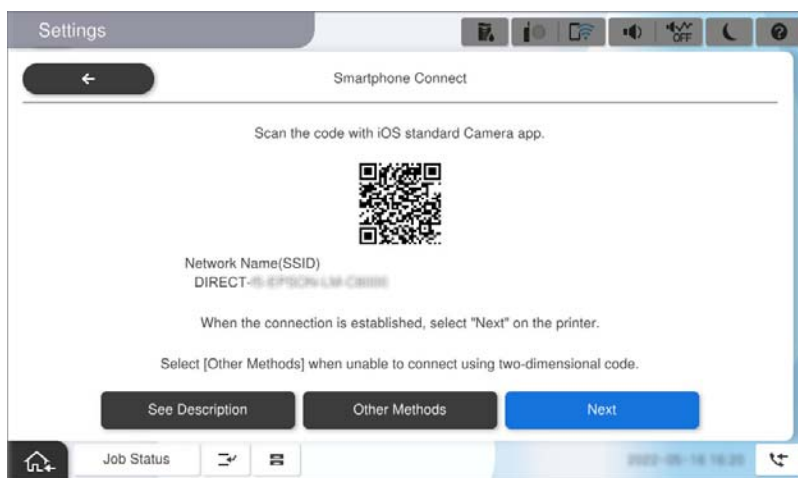 Settings
OFF
Smartphone Connect
Scan the code with iOS standard Camera app.
Network Name(SSID)
DIRECT-
When the connection is established, select "Next" on the printer.
Select [Other Methods] when unable to connect using two-dimensional code.
See Description
Other Methods
Next
Job Status